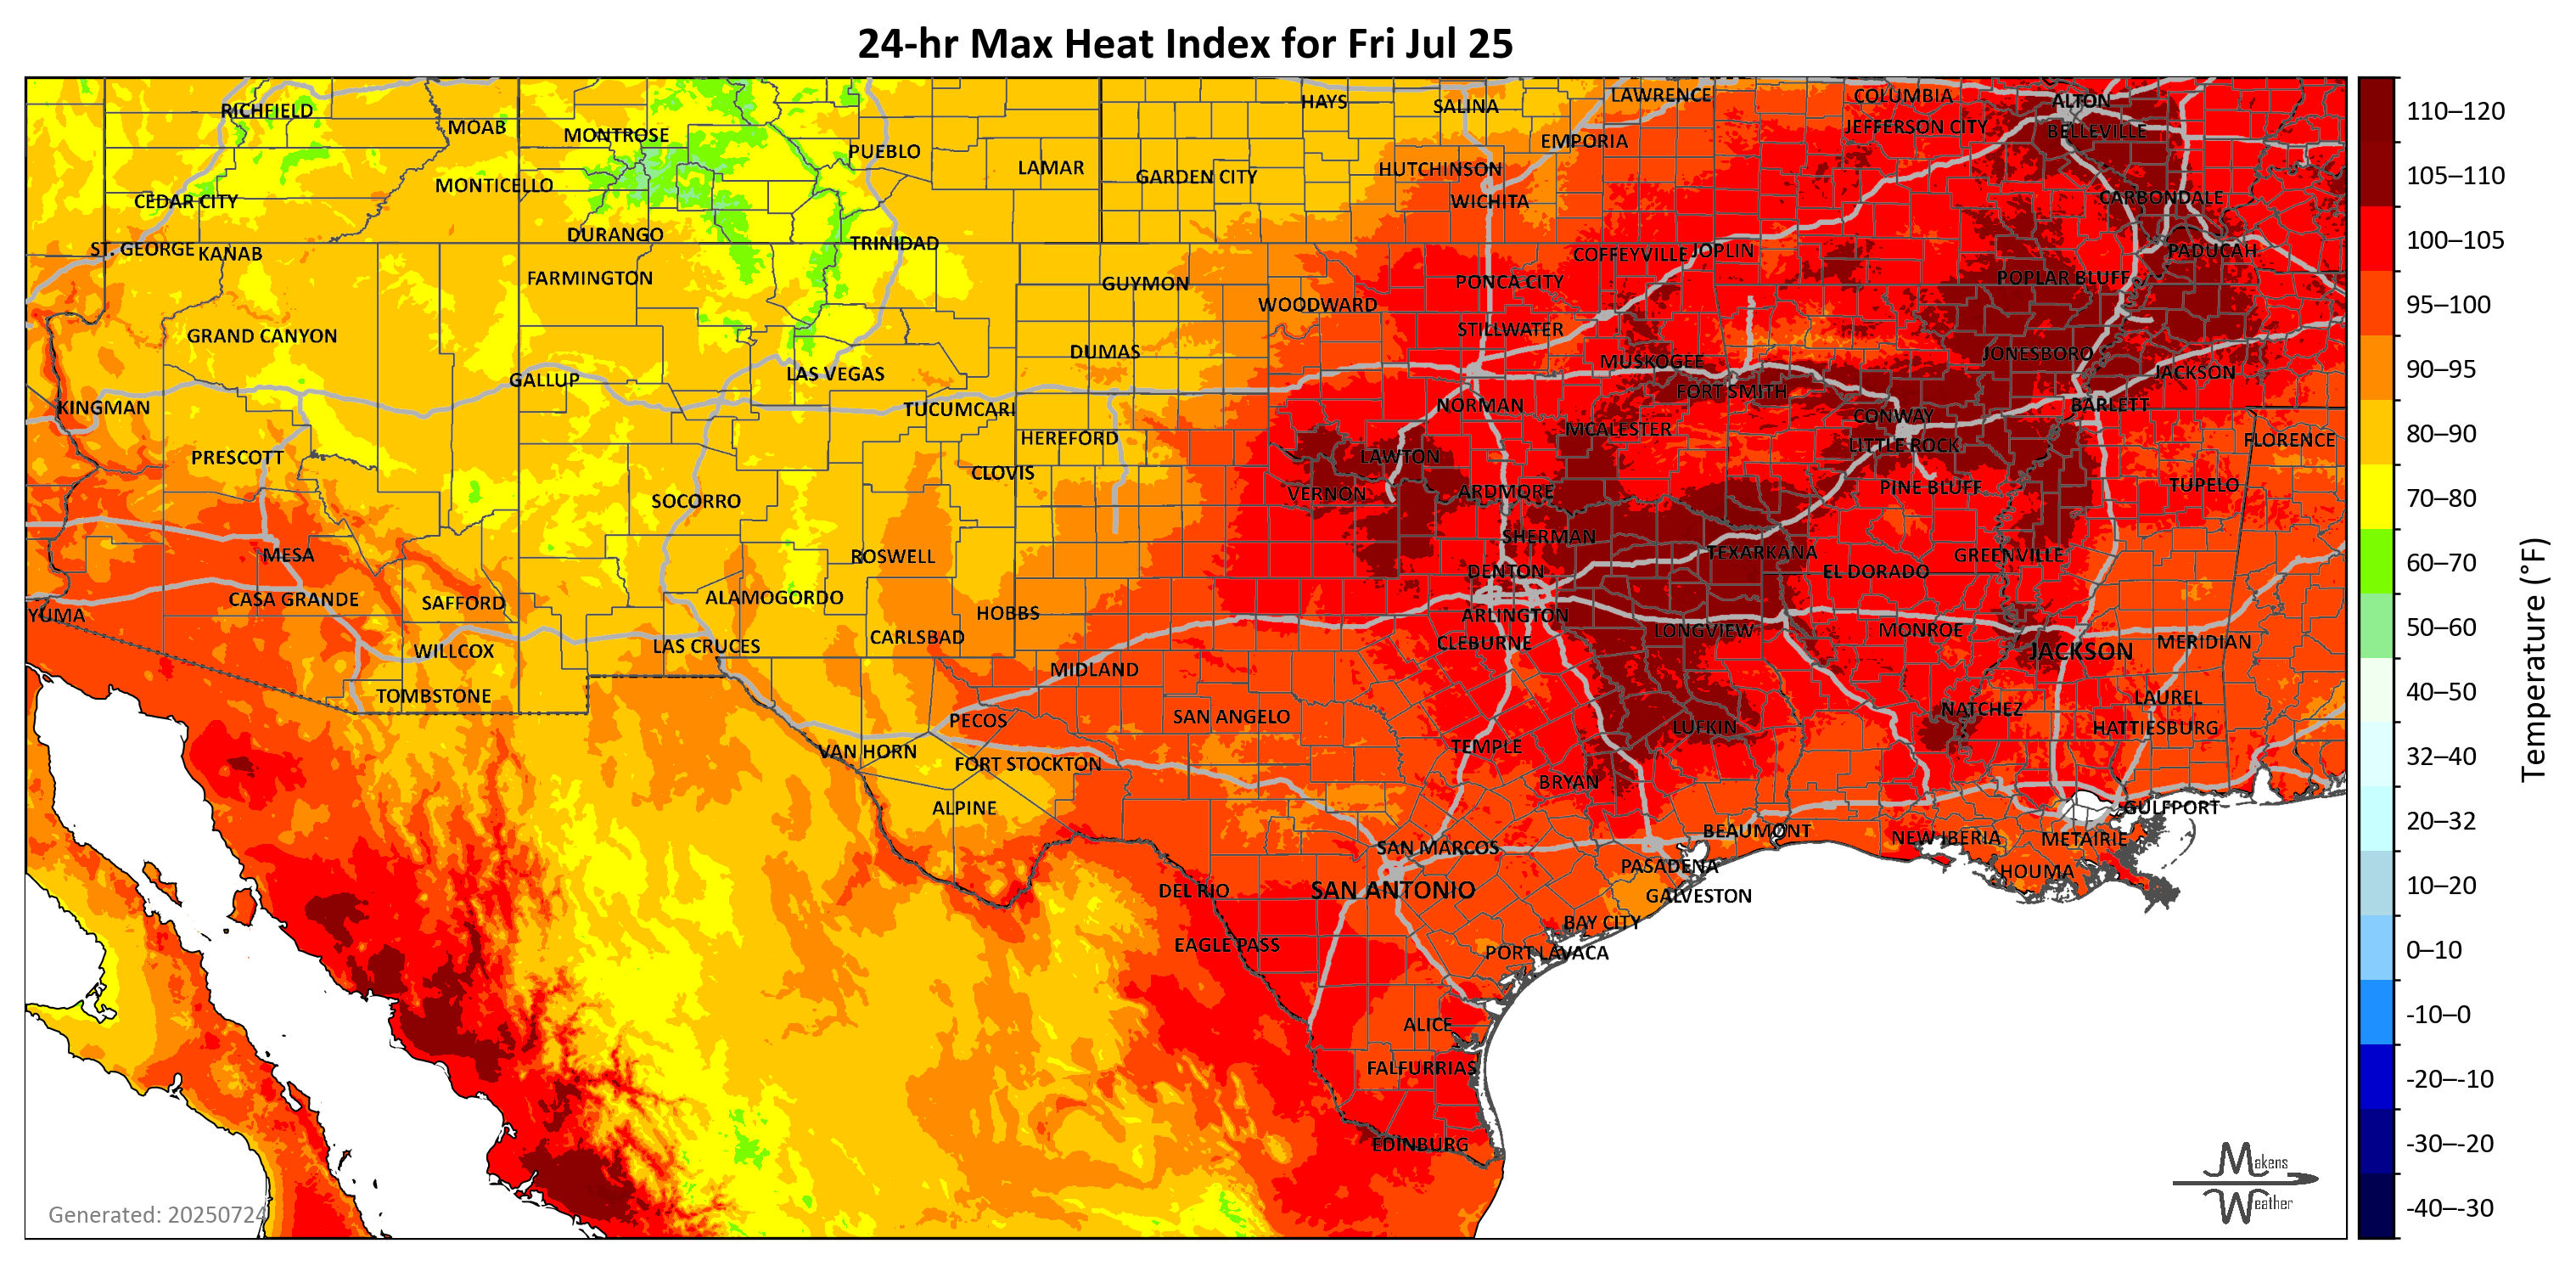 24-hr Max Heat Index for Fri Jul 25
RICHFIELD
MOAB
MONTROSE
PUEBLO
LAMAR
GARDEN CITY
HAYS
SALINA
HUTCHINSON
WICHITA
EMPORIA
LAWRENCE
COLUMBIA
JEFFERSON CITY
ALTON
BELLEVILLE
CARBONDALE
PADUCAH
CEDAR CITY
MONTICELLO
DURANGO
TRINIDAD
ST. GEORGE
KANAB
FARMINGTON
GUYMON
WOODWARD
PONCA CITY
COFFEYVILLE
JOPLIN
POPLAR BLUFF
GRAND CANYON
GALLUP
LAS VEGAS
DUMAS
STILLWATER
MUSKOGEE
FORT SMITH
JONESBORO
JACKSON
KINGMAN
TUCUMCARI
HEREFORD
NORMAN
MCALESTER
CONWAY
LITTLE ROCK
BARLETT
FLORENCE
PRESCOTT
SOCORRO
CLOVIS
VERNON
LAWTON
ARDMORE
PINE BLUFF
TUPELO
MESA
ROSWELL
SHERMAN
TEXARKANA
GREENVILLE
CASA GRANDE
SAFFORD
ALAMOGORDO
HOBBS
DENTON
EL DORADO
YUMA
WILLCOX
LAS CRUCES
CARLSBAD
ARLINGTON
CLEBURNE
LONGVIEW
MONROE
JACKSON
MERIDIAN
TOMBSTONE
MIDLAND
PECOS
SAN ANGELO
TEMPLE
LUFKIN
NATCHEZ
LAUREL
HATTIESBURG
VAN HORN
FORT STOCKTON
BRYAN
ALPINE
SAN MARCOS
BEAUMONT
NEW IBERIA
METAIRIE
GULFPORT
DEL RIO
SAN ANTONIO
PASADENA
GALVESTON
HOUMA
EAGLE PASS
BAY CITY
PORT LAVACA
ALICE
FALFURRIAS
EDINBURG
Generated: 20250724
Makens
Weather
110–120
105–110
100–105
95–100
90–95
80–90
70–80
60–70
50–60
40–50
32–40
20–32
10–20
0–10
-10–0
-20–-10
-30–-20
-40–-30
Temperature (°F)